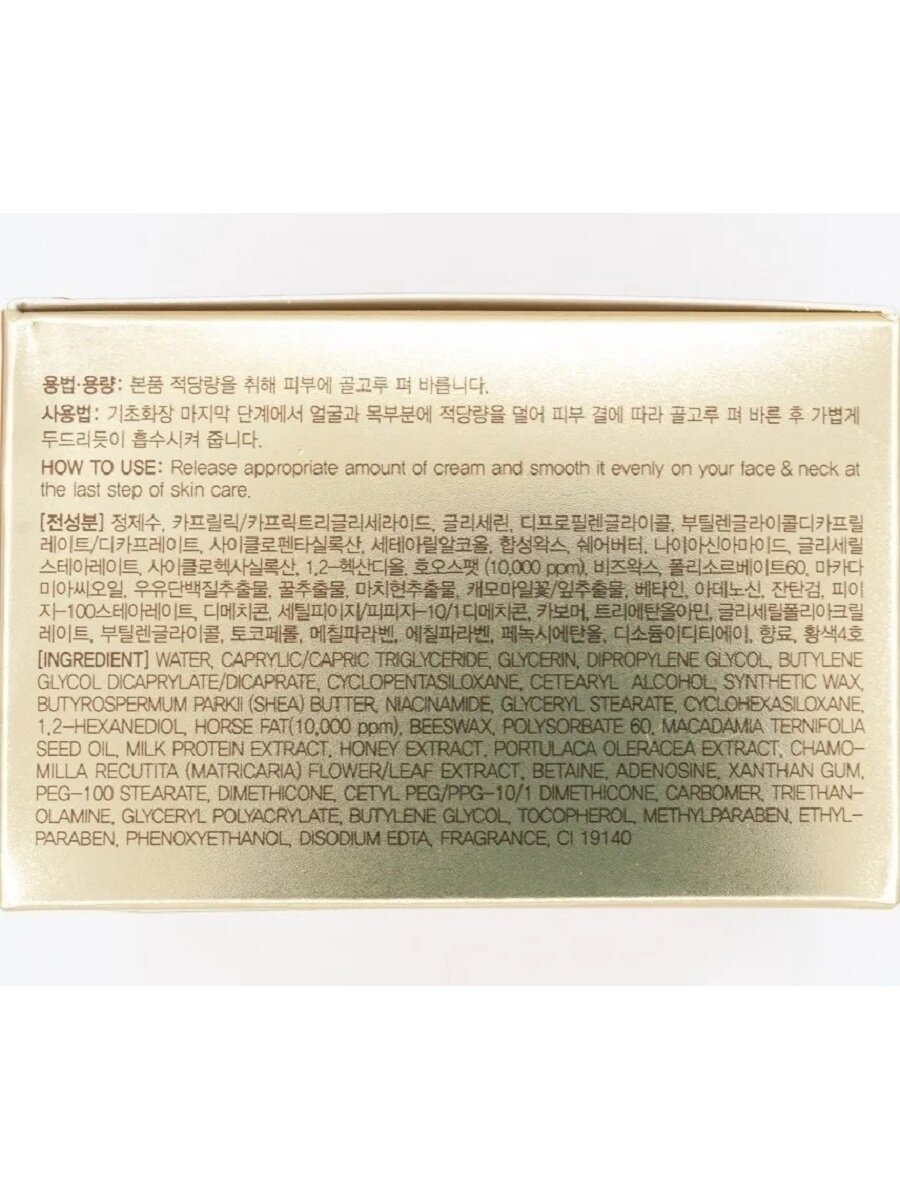 용법·용량: 본품 적당량을 취해 피부에 골고루 펴 바릅니다.
사용법: 기초화장 마지막 단계에서 얼굴과 목부분에 적당량을 덜어 피부 결에 따라 골고루 펴 바른 후 가볍게
두드리듯이 흡수시켜 줍니다.
HOW TO USE: Release appropriate amount of cream and smooth it evenly on your face & neck at
the last step of skin care.
[전성분] 정제수, 카프릴릭/카프릭트리글리세라이드, 글리세린, 디프로필렌글라이콜, 부틸렌글라이콜디카프릴
레이트/디카프레이트, 사이클로펜타실록산, 세테아릴알코올, 합성왁스, 쉐어버터, 나이아신아마이드, 글리세릴
스테아레이트, 사이클로헥사실록산, 1,2-헥산디올, 호오스팻 (10,000 ppm), 비즈왁스, 폴리소르베이트60, 마카다
미아씨오일, 우유단백질추출물, 꿀추출물, 마치현추출물, 캐모마일꽃/잎추출물, 베타인, 아데노신, 잔탄검, 피이
지-100스테아레이트, 디메치콘, 세틸피이지/피피지-10/1디메치콘, 카보머, 트리에탄올아민, 글리세릴폴리아크릴
레이트, 부틸렌글라이콜, 토코페롤, 메칠파라벤, 에칠파라벤, 페녹시에탄올, 디소듐이디티에이, 향료, 황색4호
[INGREDIENT] WATER, CAPRYLIC/CAPRIC TRIGLYCERIDE, GLYCERIN, DIPROPYLENE GLYCOL, BUTYLENE
GLYCOL DICAPRYLATE/DICAPRATE, CYCLOPENTASILOXANE, CETEARYL ALCOHOL, SYNTHETIC WAX,
BUTYROSPERMUM PARKII (SHEA) BUTTER, NIACINAMIDE, GLYCERYL STEARATE, CYCLOHEXASILOXANE,
1,2-HEXANEDIOL, HORSE FAT(10,000 ppm), BEESWAX, POLYSORBATE 60, MACADAMIA TERNIFOLIA
SEED OIL, MILK PROTEIN EXTRACT, HONEY EXTRACT, PORTULACA OLERACEA EXTRACT, CHAMO-
MILLA RECUTITA (MATRICARIA) FLOWER/LEAF EXTRACT, BETAINE, ADENOSINE, XANTHAN GUM,
PEG-100 STEARATE, DIMETHICONE, CETYL PEG/PPG-10/1 DIMETHICONE, CARBOMER, TRIETHAN-
OLAMINE, GLYCERYL POLYACRYLATE, BUTYLENE GLYCOL, TOCOPHEROL, METHYLPARABEN, ETHYL-
PARABEN, PHENOXYETHANOL, DISODIUM EDTA, FRAGRANCE, CI 19140